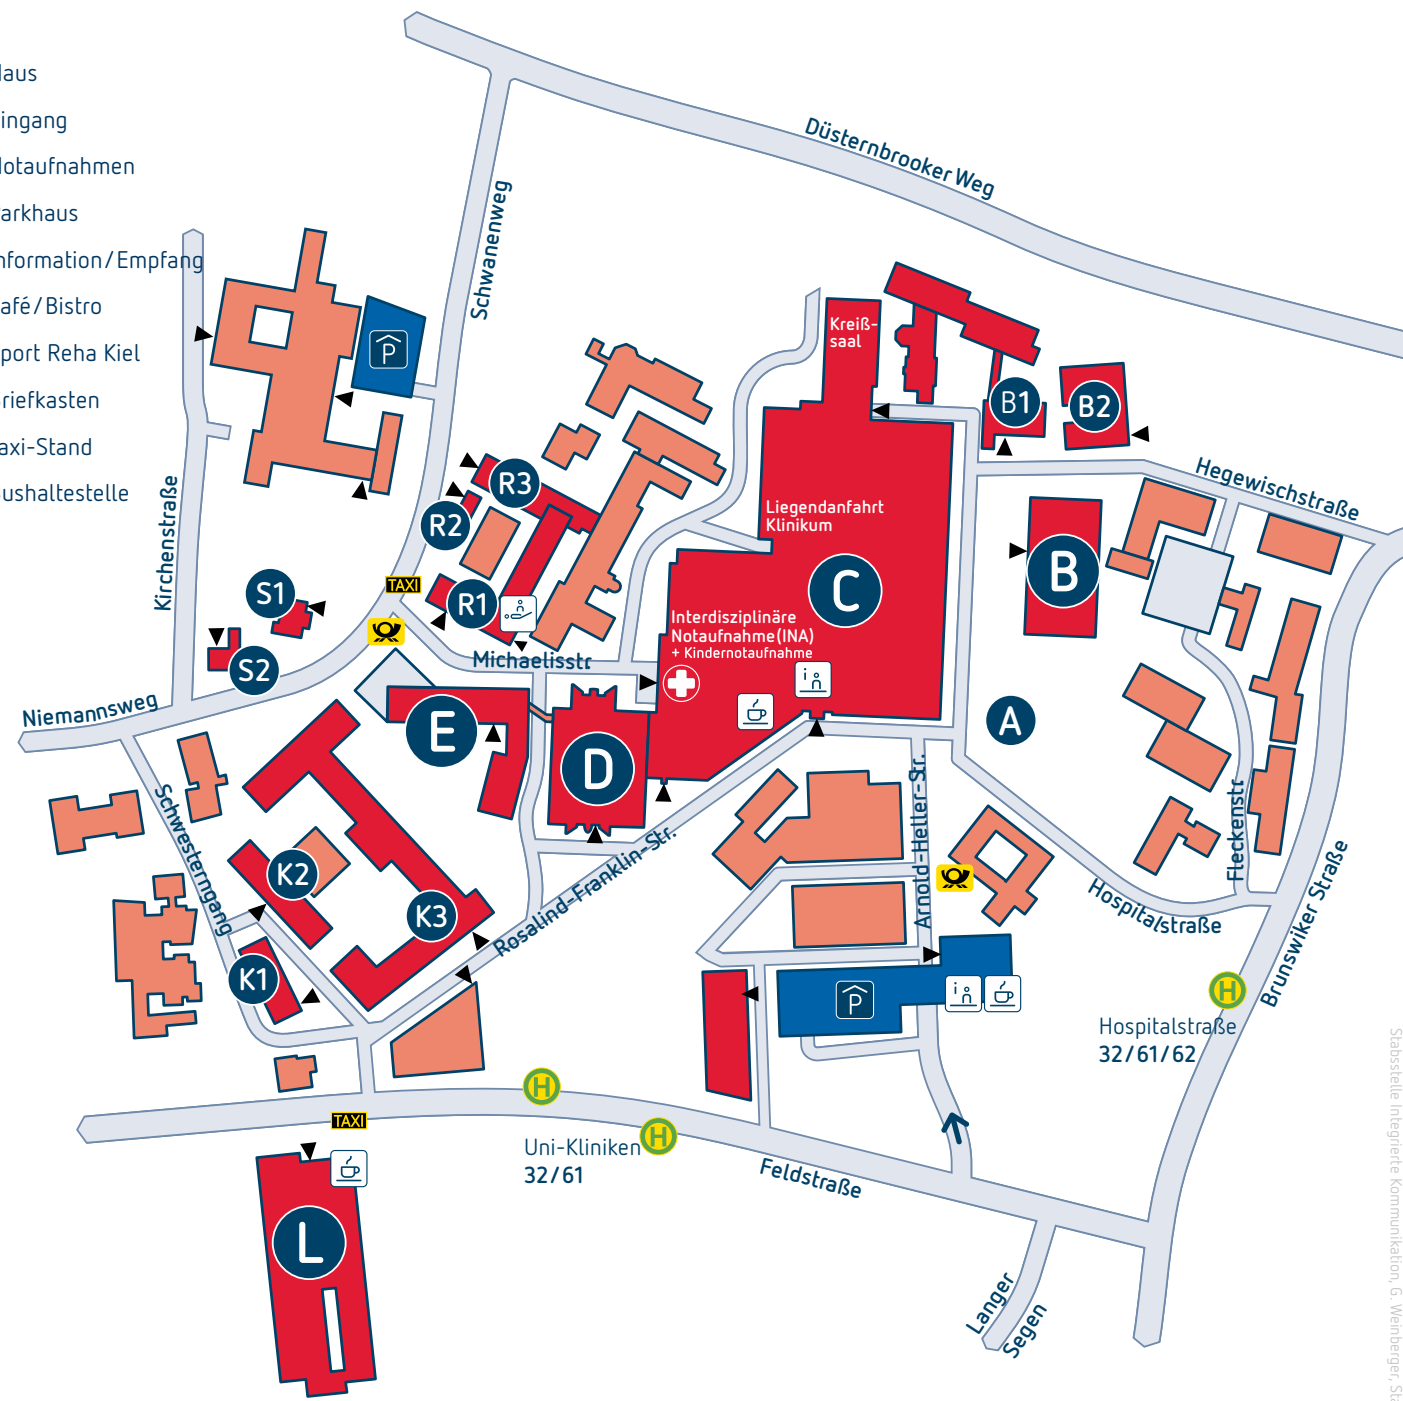 laus
ingang
lotaufnahmen
arkhaus
nformation/Empfang
afé/Bistro
port Reha Kiel
riefkasten
axi-Stand
ushaltestelle
Düsternbrooker Weg
Schwanenweg
Kirchenstraße
Niemannsweg
Schwesterngang
Michaelisstr.
Rosalind-Franklin-Str.
Arnold-Heller-Str.
Hegewischstraße
Fleckenstr.
Hospitalstraße
Brunswiker Straße
Feldstraße
Langer
Segen
Kreiß-
saal
Liegendanfahrt
Klinikum
Interdisziplinäre
Notaufnahme(INA)
+ Kindernotaufnahme
P
B1
B2
R3
R2
R1
S1
S2
TAXI
C
B
A
E
D
K2
K3
K1
i
P
i
H
Hospitalstraße
32/61/62
H
H
Uni-Kliniken
32/61
TAXI
L
Stabsstelle Integrierte Kommunikation, G. Weinberger, Sta